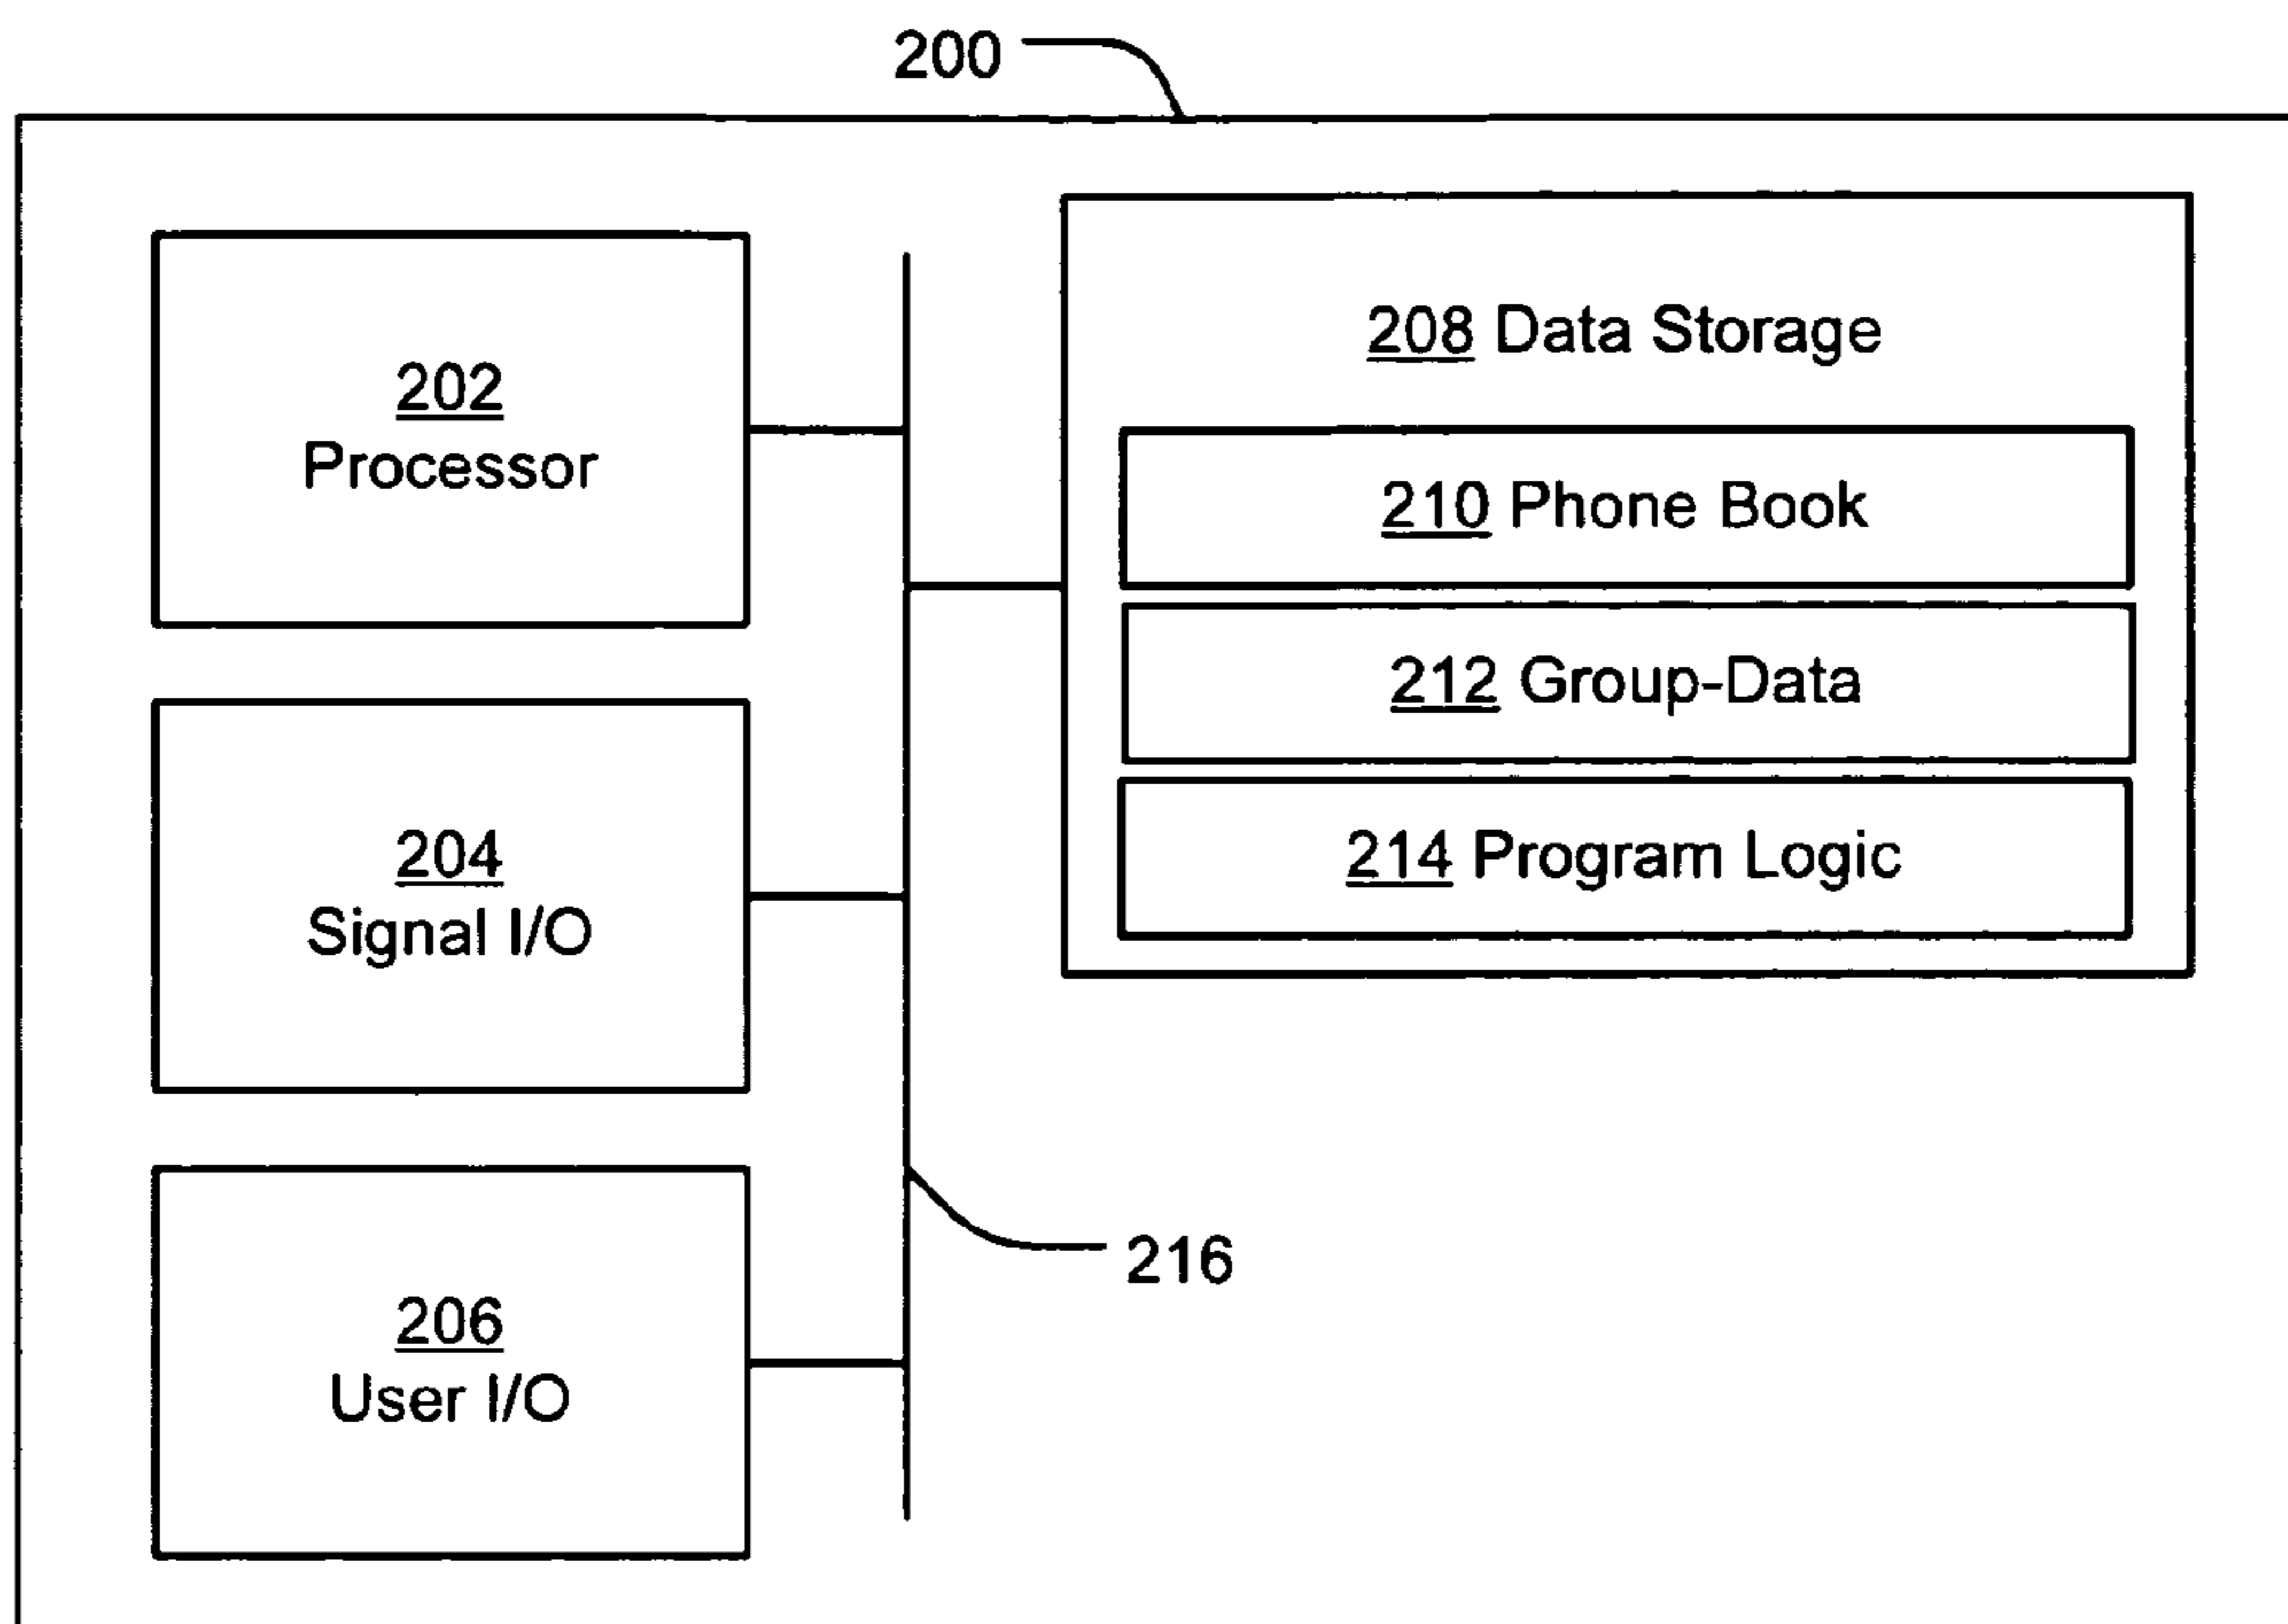 200
202
Processor
208 Data Storage
210 Phone Book
212 Group-Data
214 Program Logic
204
Signal I/O
216
206
User I/O